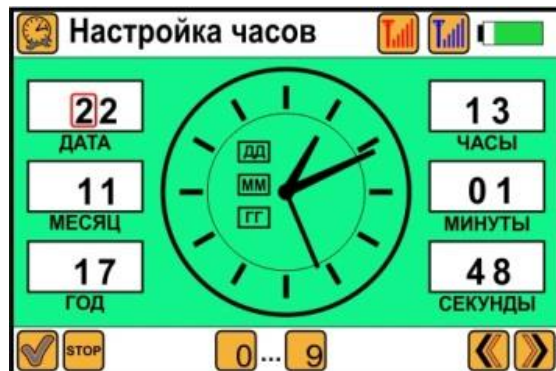 Настройка часов
22
ДАТА
11
МЕСЯЦ
17
ГОД
ДД
ММ
ГГ
13
ЧАСЫ
01
МИНУТЫ
48
СЕКУНДЫ
STOP
0...9